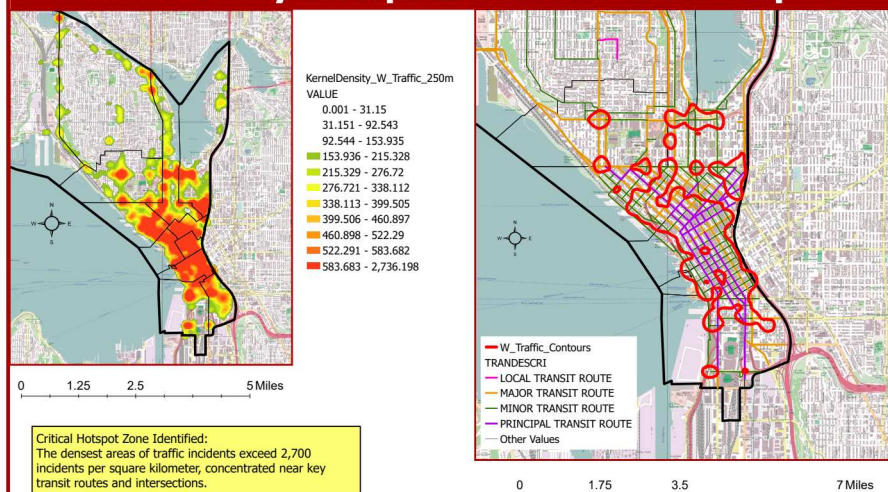 KernelDensity_W_Traffic_250m
VALUE
0.001 - 31.15
31.151 - 92.543
92.544 - 153.935
153.936 - 215.328
215.329 - 276.72
276.721 - 338.112
338.113 - 399.505
399.506 - 460.897
460.898 - 522.29
522.291 - 583.682
583.683 - 2,736.198
N
W E
S
0 1.25 2.5 5 Miles
Critical Hotspot Zone Identified:
The densest areas of traffic incidents exceed 2,700
incidents per square kilometer, concentrated near key
transit routes and intersections.
N
W E
S
W_Traffic_Contours
TRANDESCRI
LOCAL TRANSIT ROUTE
MAJOR TRANSIT ROUTE
MINOR TRANSIT ROUTE
PRINCIPAL TRANSIT ROUTE
Other Values
0 1.75 3.5 7 Miles